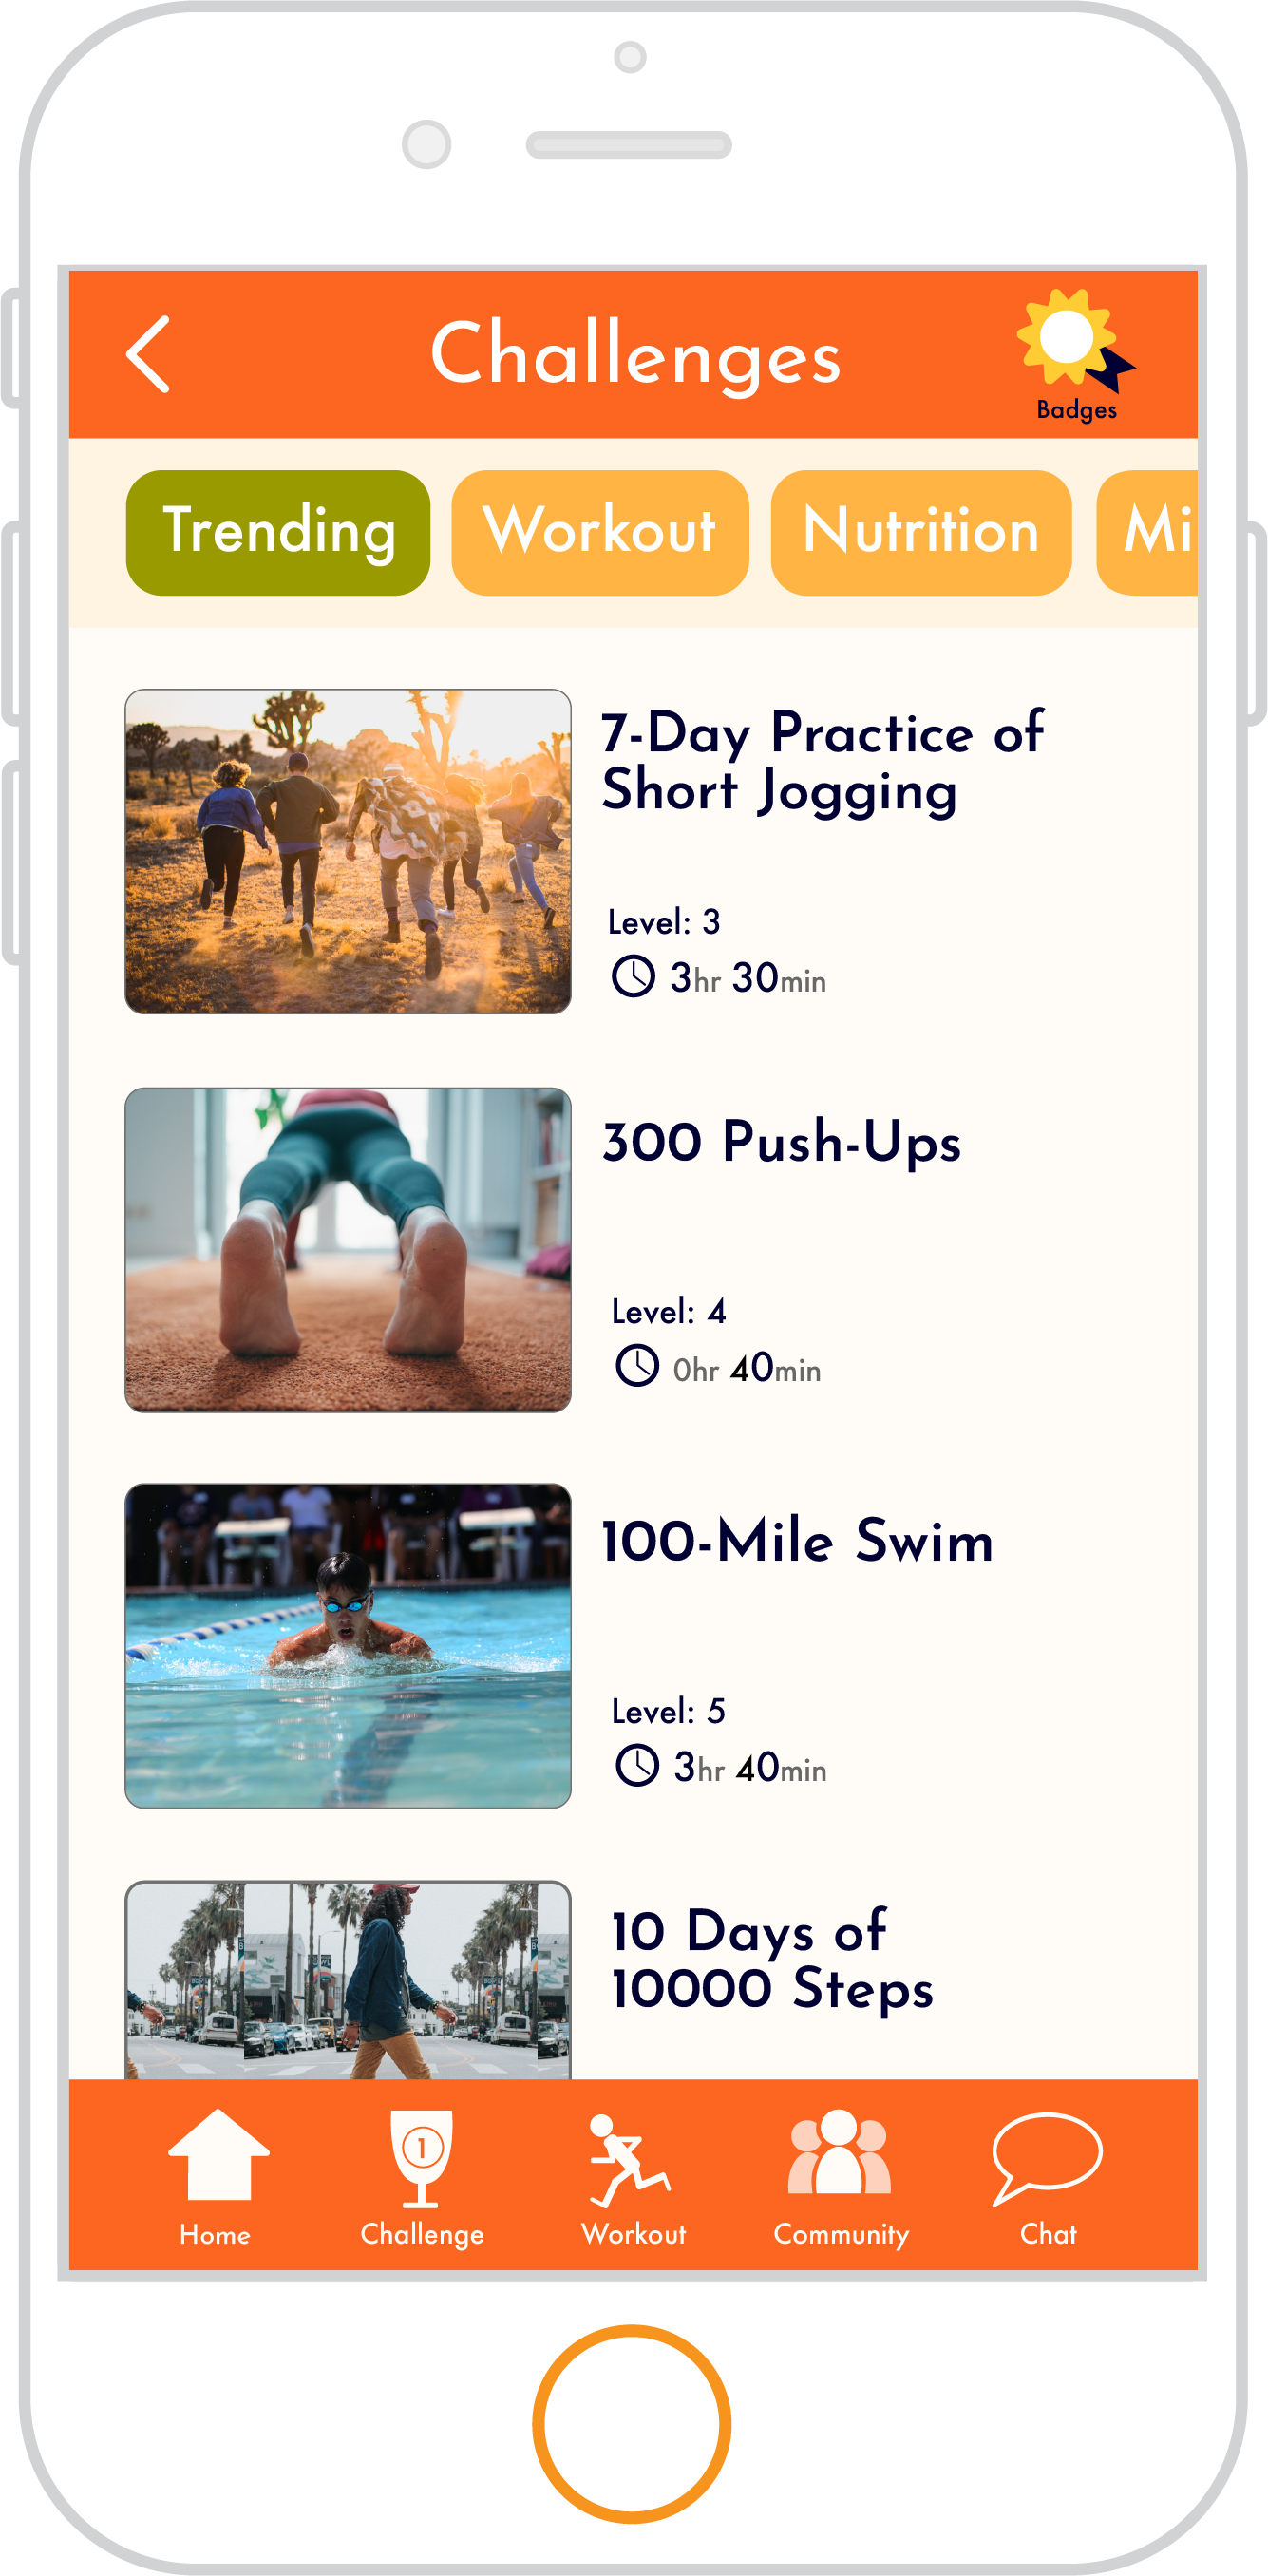 Challenges
Badges
Trending
Workout
Nutrition
Mi
7-Day Practice of
Short Jogging
Level: 3
3hr 30min
300 Push-Ups
Level: 4
0hr 40min
100-Mile Swim
Level: 5
3hr 40min
10 Days of
10000 Steps
1
Home
Challenge
Workout
Community
Chat